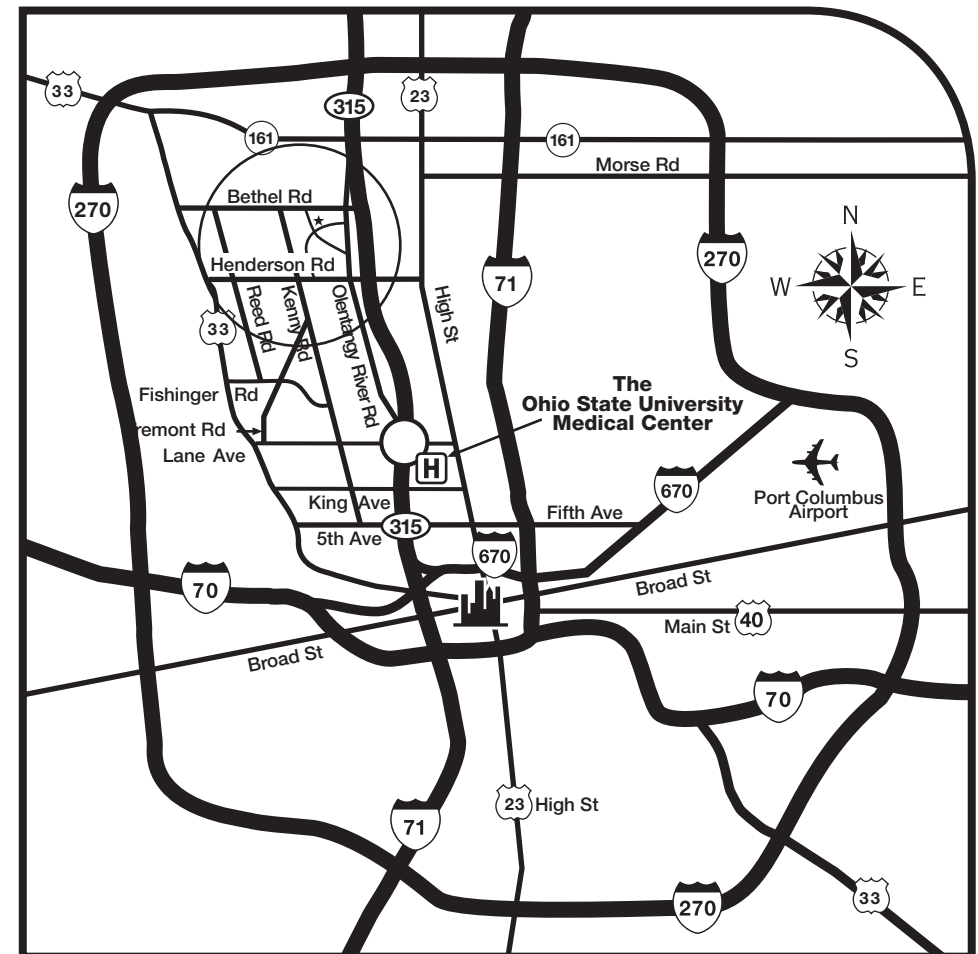 33
315
23
161
161
Morse Rd
Bethel Rd
270
N
270
Henderson Rd
71
W
E
33
Reed Rd
Kenny Rd
Olentangy River Rd
High St
S
Fishinger Rd
The
Ohio State University
Medical Center
remont Rd
Lane Ave
H
670
Port Columbus
Airport
King Ave
Fifth Ave
315
5th Ave
670
70
Broad St
Main St
40
Broad St
70
23
High St
71
33
270